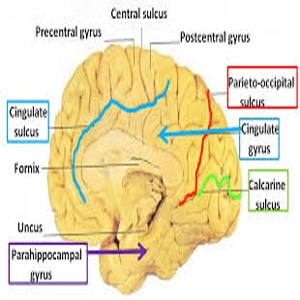 Central sulcus
Precentral gyrus
Postcentral gyrus
Parieto-occipital
sulcus
Cingulate
sulcus
Cingulate
gyrus
Fornix
Calcarine
sulcus
Uncus
Parahippocampal
gyrus